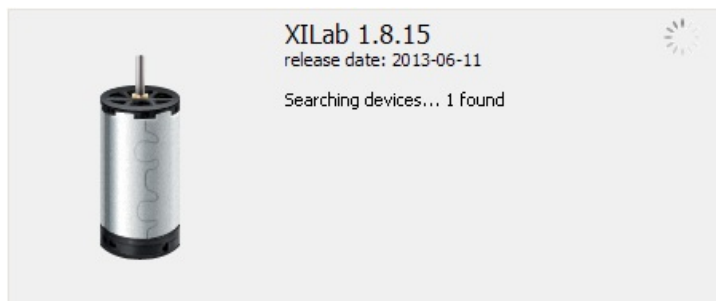 XILab 1.8.15
release date: 2013-06-11
Searching devices... 1 found